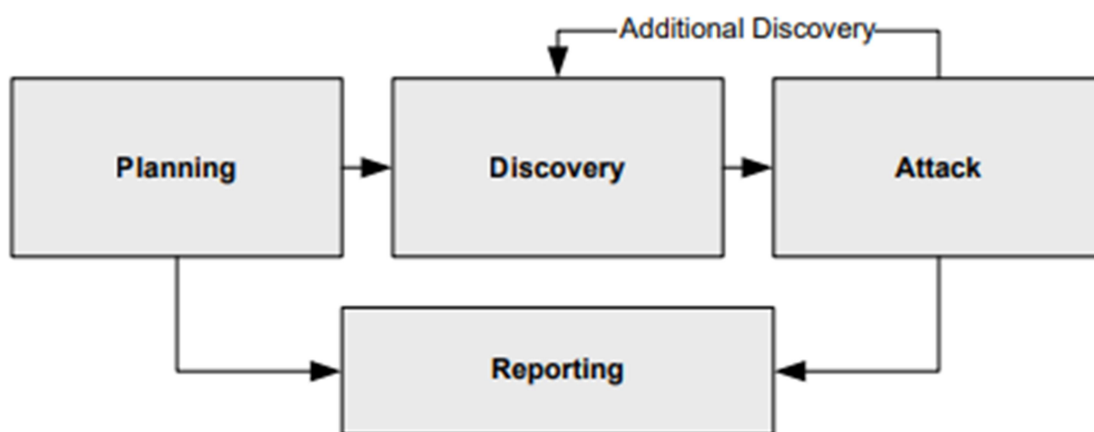 Additional Discovery
Planning
Discovery
Attack
Reporting